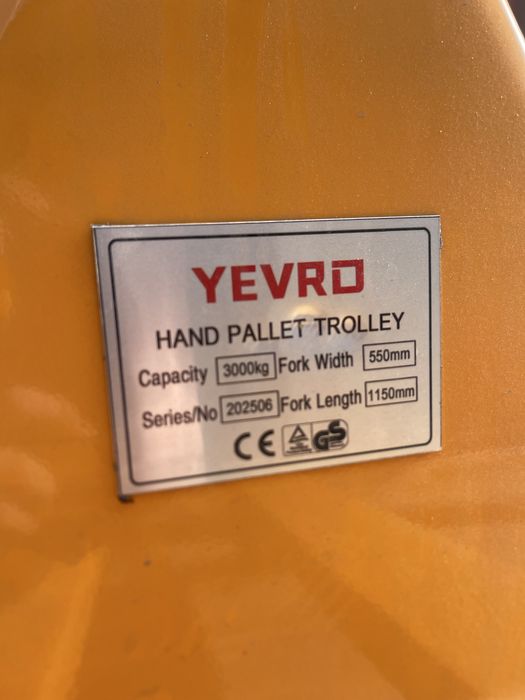 YEVRD
HAND PALLET TROLLEY
Capacity 3000kg Fork Width 550mm
Series/No 202506 Fork Length 1150mm
CE GS